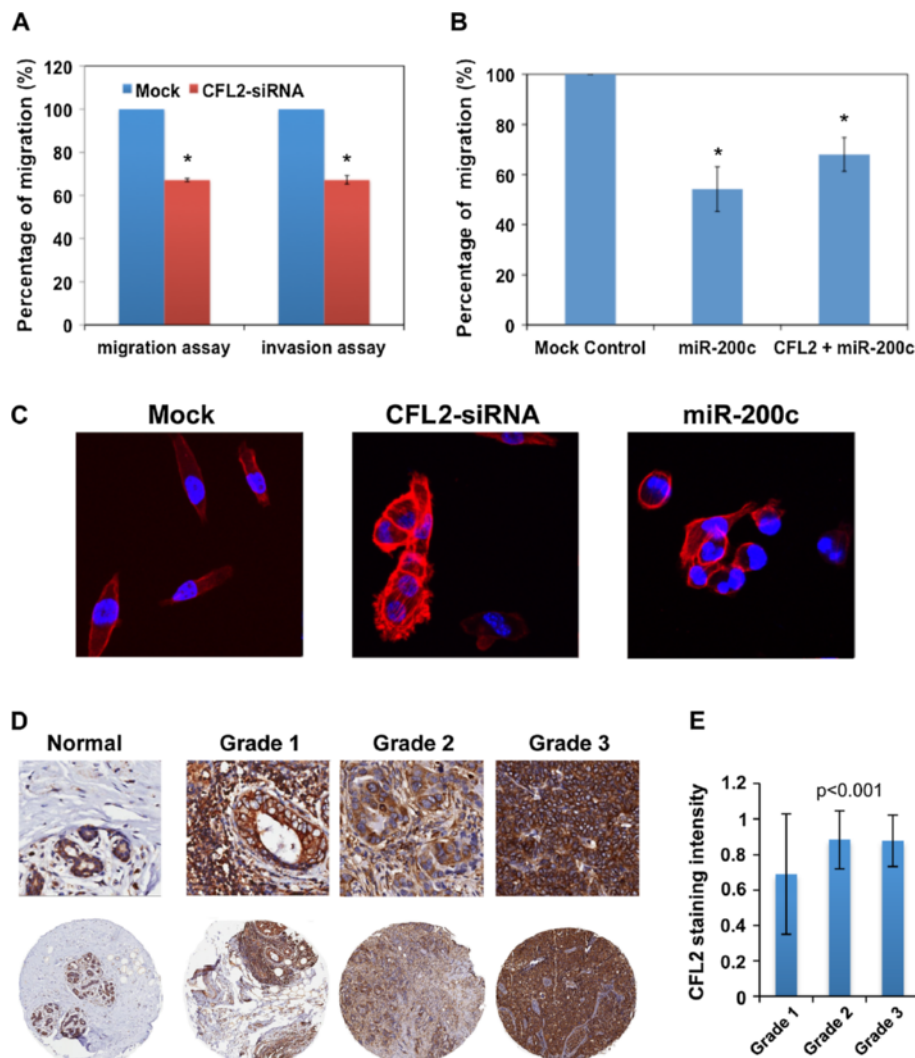 A
Percentage of migration (%)
120
100
80
60
40
20
0
Mock
CFL2-siRNA
*
*
migration assay
invasion assay
B
Percentage of migration (%)
100
80
60
40
20
0
*
*
Mock Control
miR-200c
CFL2 + miR-200c
C
Mock
CFL2-siRNA
miR-200c
D
Normal
Grade 1
Grade 2
Grade 3
E
CFL2 staining intensity
1.2
1
0.8
0.6
0.4
0.2
0
p<0.001
Grade 1
Grade 2
Grade 3